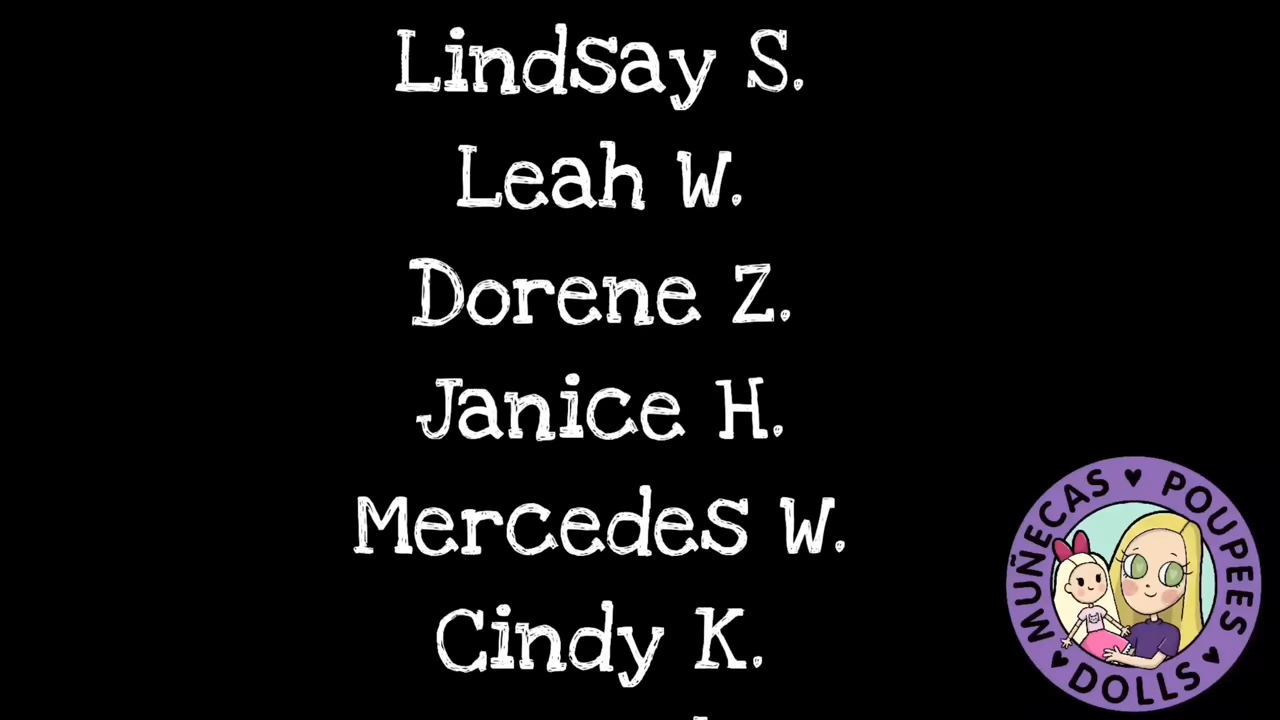 Lindsay S.
Leah W.
Dorene Z.
Janice H.
Mercedes W.
Cindy K.
MUÑECAS ♥ POUPEES ♥ DOLLS ♥